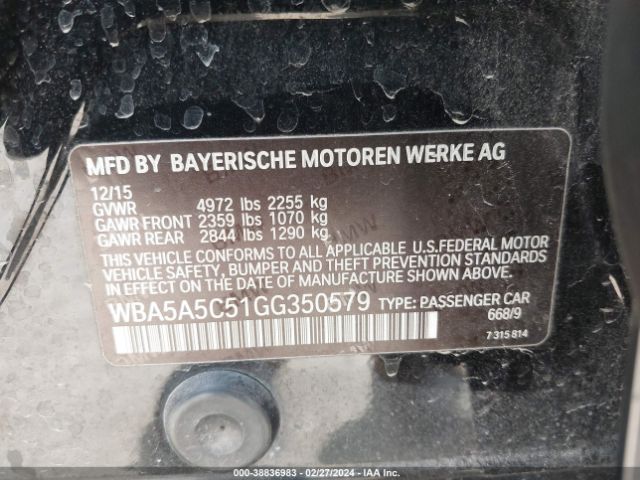 MFD BY BAYERISCHE MOTOREN WERKE AG
12/15
GVWR 4972 lbs 2255 kg
GAWR FRONT 2359 lbs 1070 kg
GAWR REAR 2844 lbs 1290 kg
THIS VEHICLE CONFORMS TO ALL APPLICABLE U.S.FEDERAL MOTOR
VEHICLE SAFETY, BUMPER AND THEFT PREVENTION STANDARDS
IN EFFECT ON THE DATE OF MANUFACTURE SHOWN ABOVE.
WBA5A5C51GG350579 TYPE: PASSENGER CAR
668/9
7 315 814
000-38836983 - 02/27/2024 - IAA Inc.